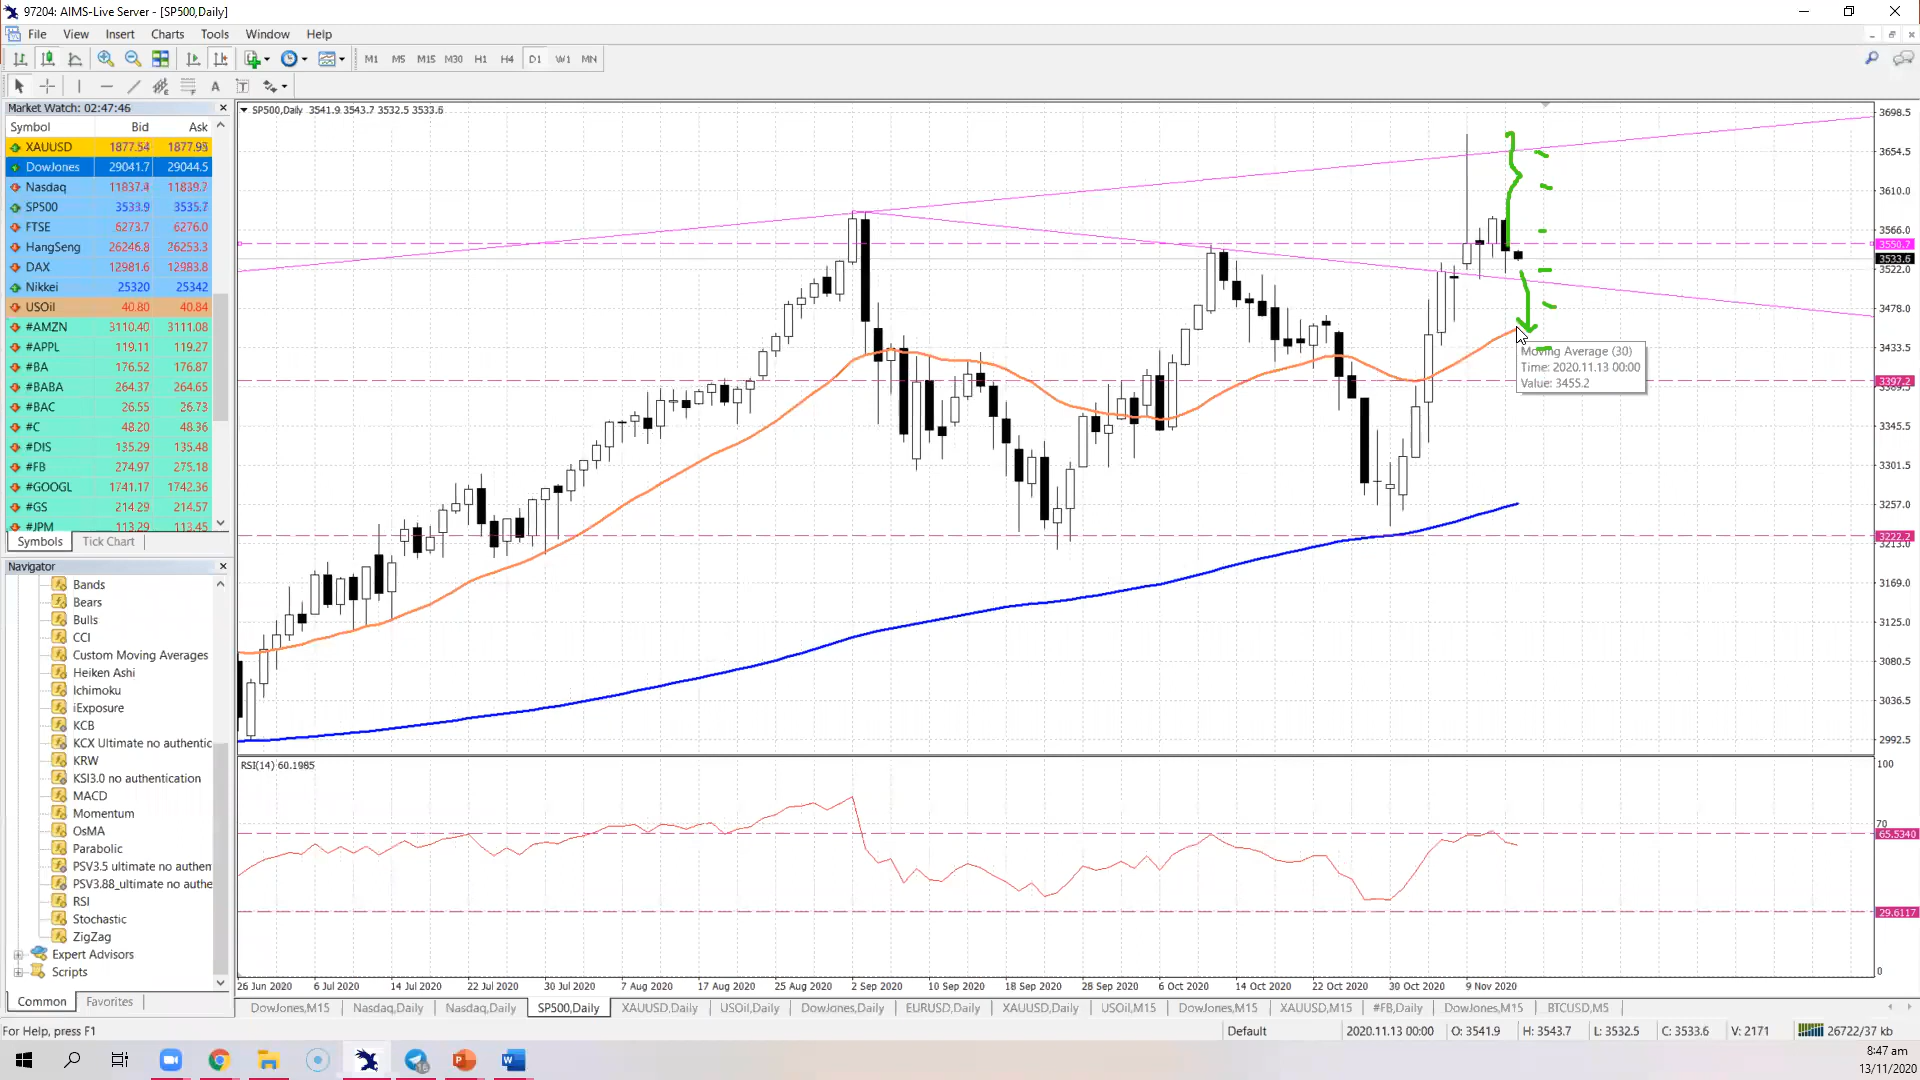 97204: AIMS-Live Server - [SP500,Daily]
File View Insert Charts Tools Window Help
M1 M5 M15 M30 H1 H4 D1 W1 MN
Market Watch: 02:47:46
Symbol Bid Ask
XAUUSD 1877.54 1877.93
DowJones 29041.7 29044.5
Nasdaq 11837.4 11839.7
SP500 3533.9 3535.7
FTSE 6273.7 6276.0
HangSeng 26246.8 26253.3
DAX 12981.6 12983.8
Nikkei 25320 25342
USOil 40.80 40.84
#AMZN 3110.40 3111.08
#APPL 119.11 119.27
#BA 176.52 176.87
#BABA 264.37 264.65
#BAC 26.55 26.73
#C 48.20 48.36
#DIS 135.29 135.48
#FB 274.97 275.18
#GOOGL 1741.17 1742.36
#GS 214.29 214.57
#JPM 113.29 113.45
Symbols Tick Chart
Navigator
Bands
Bears
Bulls
CCI
Custom Moving Averages
Heiken Ashi
Ichimoku
iExposure
KCB
KCX Ultimate no authentic
KRW
KSI3.0 no authentication
MACD
Momentum
OsMA
Parabolic
PSV3.5 ultimate no authen
PSV3.88_ultimate no authe
RSI
Stochastic
ZigZag
Expert Advisors
Scripts
Common Favorites
SP500,Daily 3541.9 3543.7 3532.5 3533.6
3698.5
3654.5
3610.0
3566.0
3550.7
3533.6
3522.0
3478.0
3433.5
3397.2
3345.5
3301.5
3257.0
3222.2
3213.0
3169.0
3125.0
3080.5
3036.5
2992.5
Moving Average (30)
Time: 2020.11.13 00:00
Value: 3455.2
RSI(14) 60.1985
100
70
65.5340
29.6117
0
26 Jun 2020 6 Jul 2020 14 Jul 2020 22 Jul 2020 30 Jul 2020 7 Aug 2020 17 Aug 2020 25 Aug 2020 2 Sep 2020 10 Sep 2020 18 Sep 2020 28 Sep 2020 6 Oct 2020 14 Oct 2020 22 Oct 2020 30 Oct 2020 9 Nov 2020
DowJones,M15 Nasdaq,Daily Nasdaq,Daily SP500,Daily XAUUSD,Daily USOil,Daily DowJones,Daily EURUSD,Daily XAUUSD,Daily USOil,M15 DowJones,M15 XAUUSD,M15 #FB,Daily DowJones,M15 BTCUSD,M5
For Help, press F1 Default 2020.11.13 00:00 O: 3541.9 H: 3543.7 L: 3532.5 C: 3533.6 V: 2171 26722/37 kb
8:47 am
13/11/2020